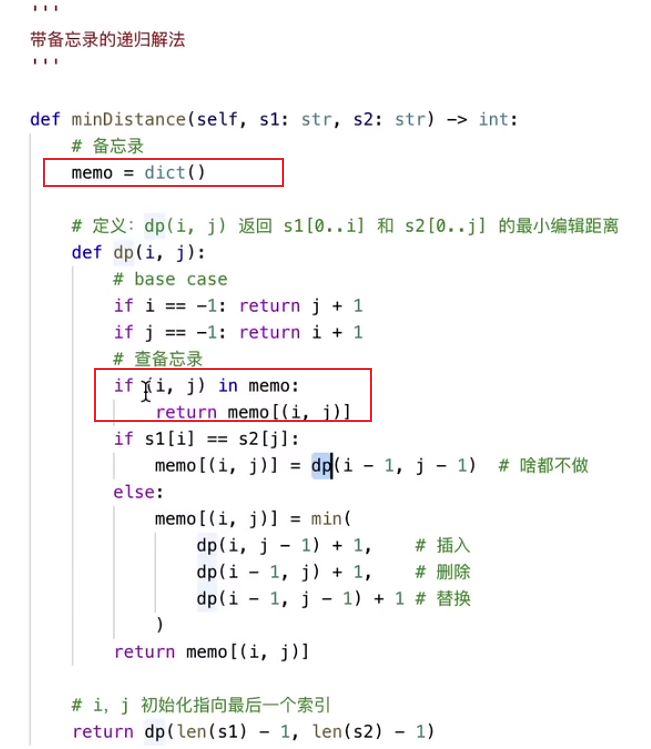 '''
带备忘录的递归解法
'''
def minDistance(self, s1: str, s2: str) -> int:
# 备忘录
memo = dict()
# 定义：dp(i, j) 返回 s1[0..i] 和 s2[0..j] 的最小编辑距离
def dp(i, j):
# base case
if i == -1: return j + 1
if j == -1: return i + 1
# 查备忘录
if (i, j) in memo:
return memo[(i, j)]
if s1[i] == s2[j]:
memo[(i, j)] = dp(i - 1, j - 1)  # 啥都不做
else:
memo[(i, j)] = min(
dp(i, j - 1) + 1,    # 插入
dp(i - 1, j) + 1,    # 删除
dp(i - 1, j - 1) + 1 # 替换
)
return memo[(i, j)]
# i，j 初始化指向最后一个索引
return dp(len(s1) - 1, len(s2) - 1)